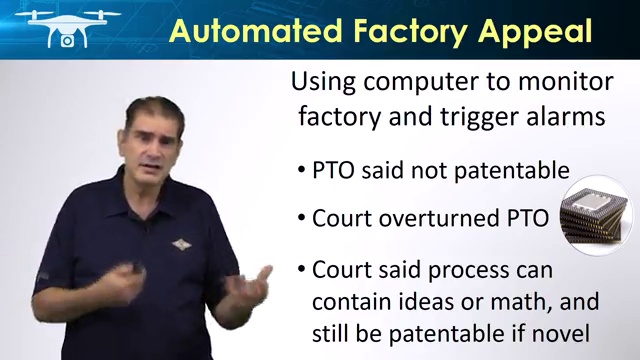 Automated Factory Appeal
Using computer to monitor
factory and trigger alarms
• PTO said not patentable
• Court overturned PTO
• Court said process can
contain ideas or math, and
still be patentable if novel